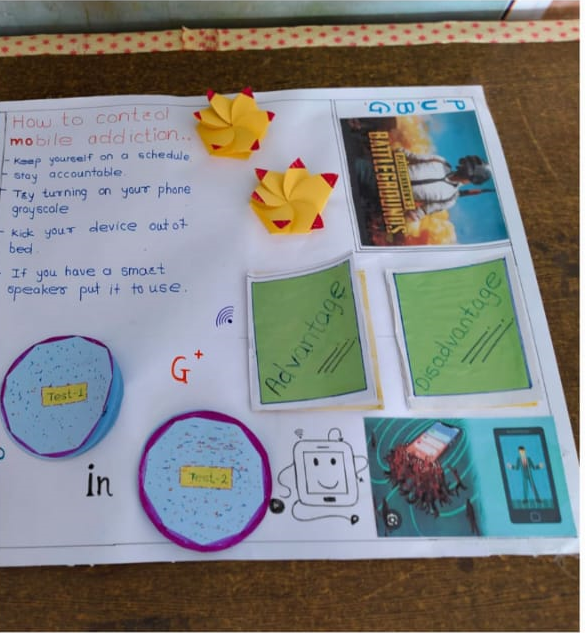 How to control
mobile addiction..
- Keep yourself on a schedule
- stay accountable.
- Try turning on your phone
grayscale
- Kick your device out of
bed.
- If you have a smart
speaker put it to use.
P.U.B.G
BATTLEGROUNDS
Advantage
Disadvantage
Test-1
G+
Test-2
in